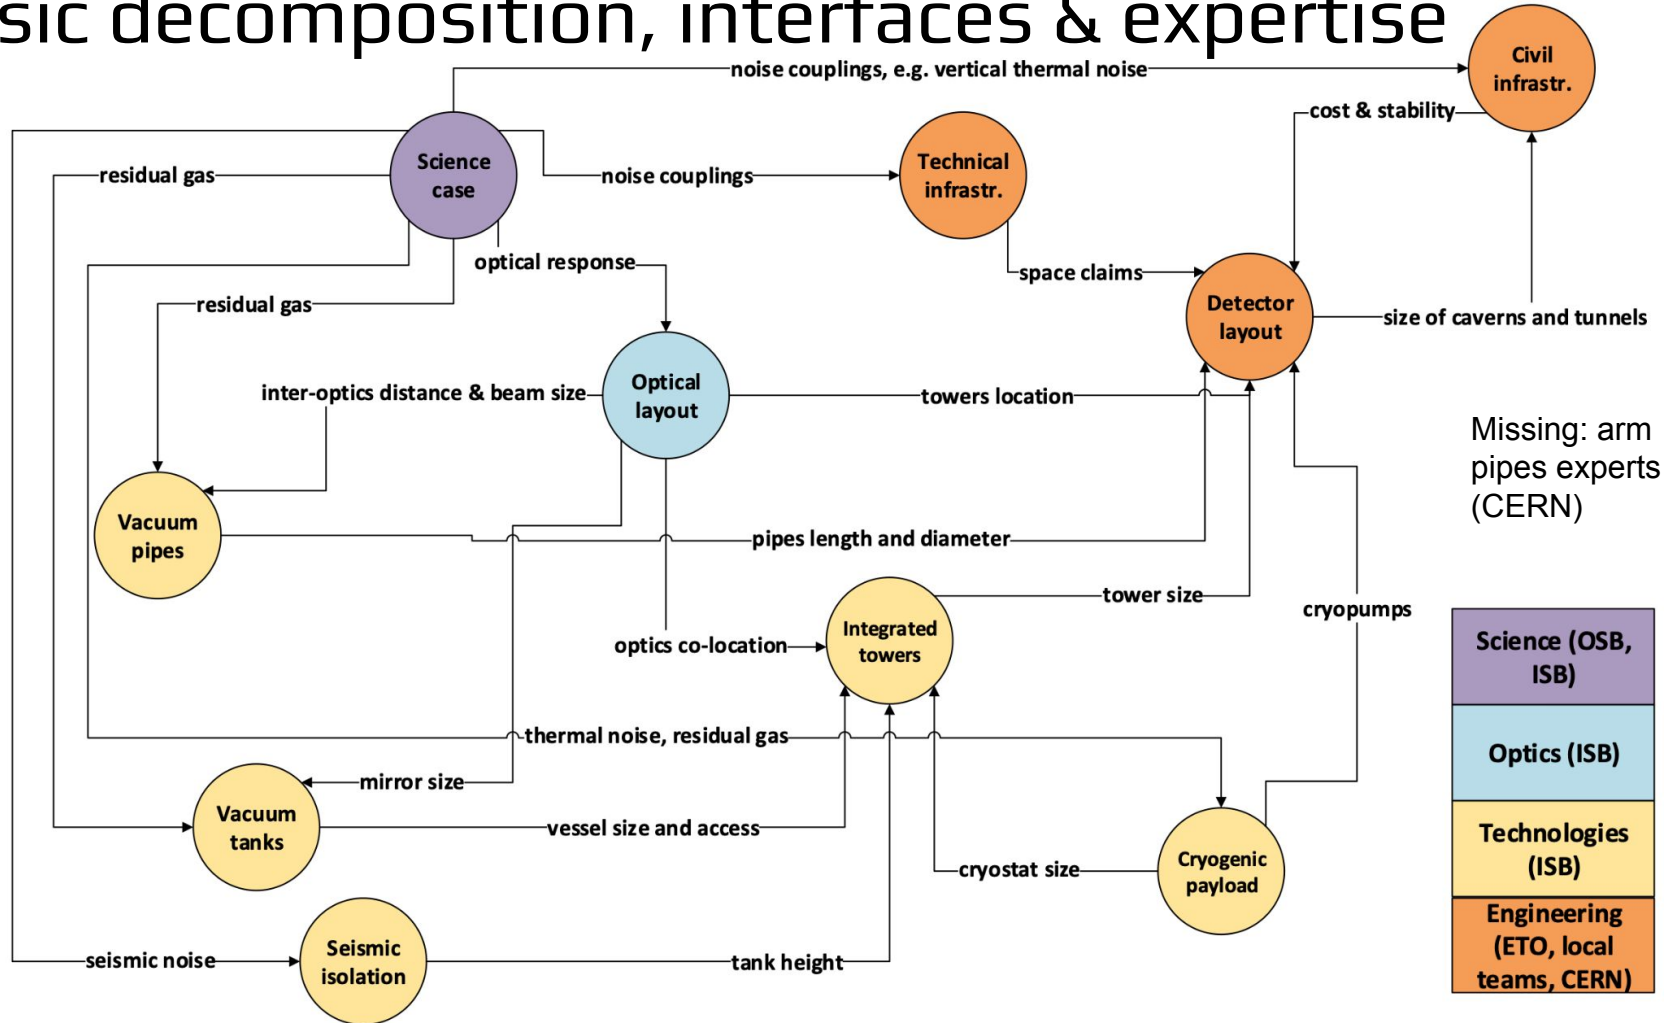 sic decomposition, interfaces & expertise
noise couplings, e.g. vertical thermal noise
Civil
infrastr.
cost & stability
Science
case
residual gas
noise couplings
Technical
infrastr.
optical response
space claims
residual gas
Detector
layout
size of caverns and tunnels
Optical
layout
inter-optics distance & beam size
towers location
Missing: arm
pipes experts
(CERN)
Vacuum
pipes
pipes length and diameter
tower size
cryopumps
Integrated
towers
optics co-location
thermal noise, residual gas
mirror size
Vacuum
tanks
vessel size and access
Cryogenic
payload
cryostat size
Seismic
isolation
seismic noise
tank height
Science (OSB,
ISB)
Optics (ISB)
Technologies
(ISB)
Engineering
(ETO, local
teams, CERN)